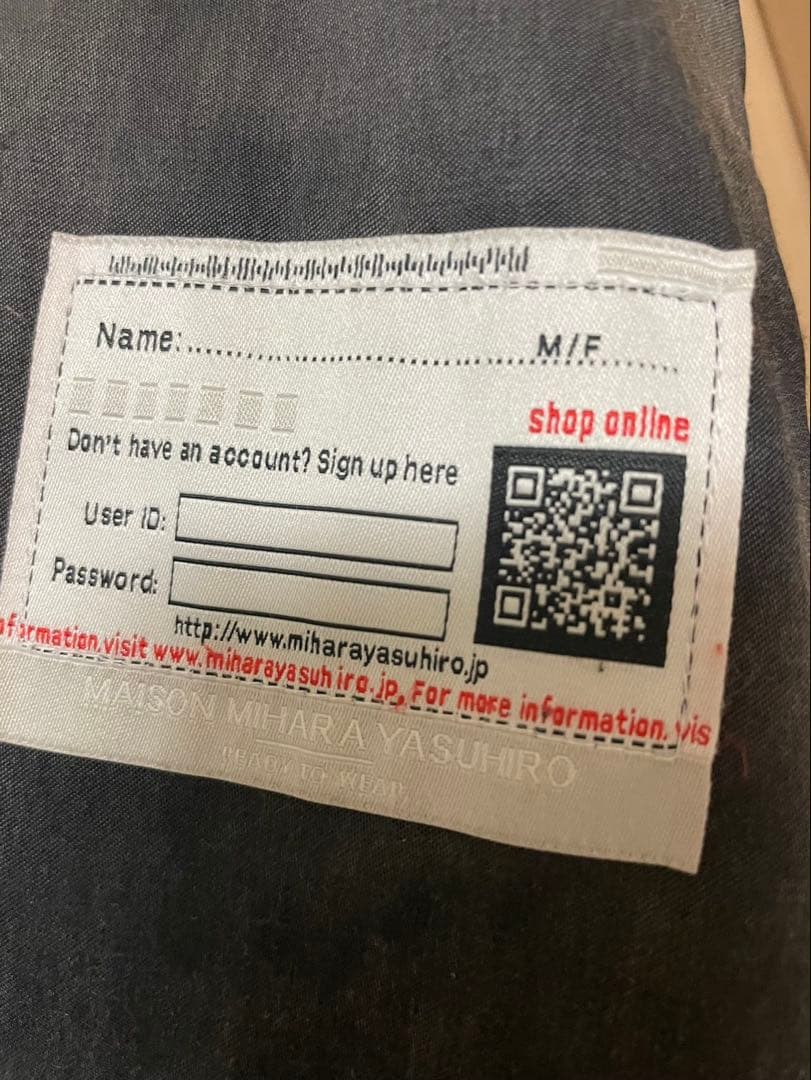 Name:.............................................M/F.......
shop online
Don't have an account? Sign up here
User ID:
Password:
http://www.miharayasuhiro.jp
nformation.visit www.miharayasuhiro.jp, For more information. vis
MAISON MIHARA YASUHIRO
READY TO WEAR